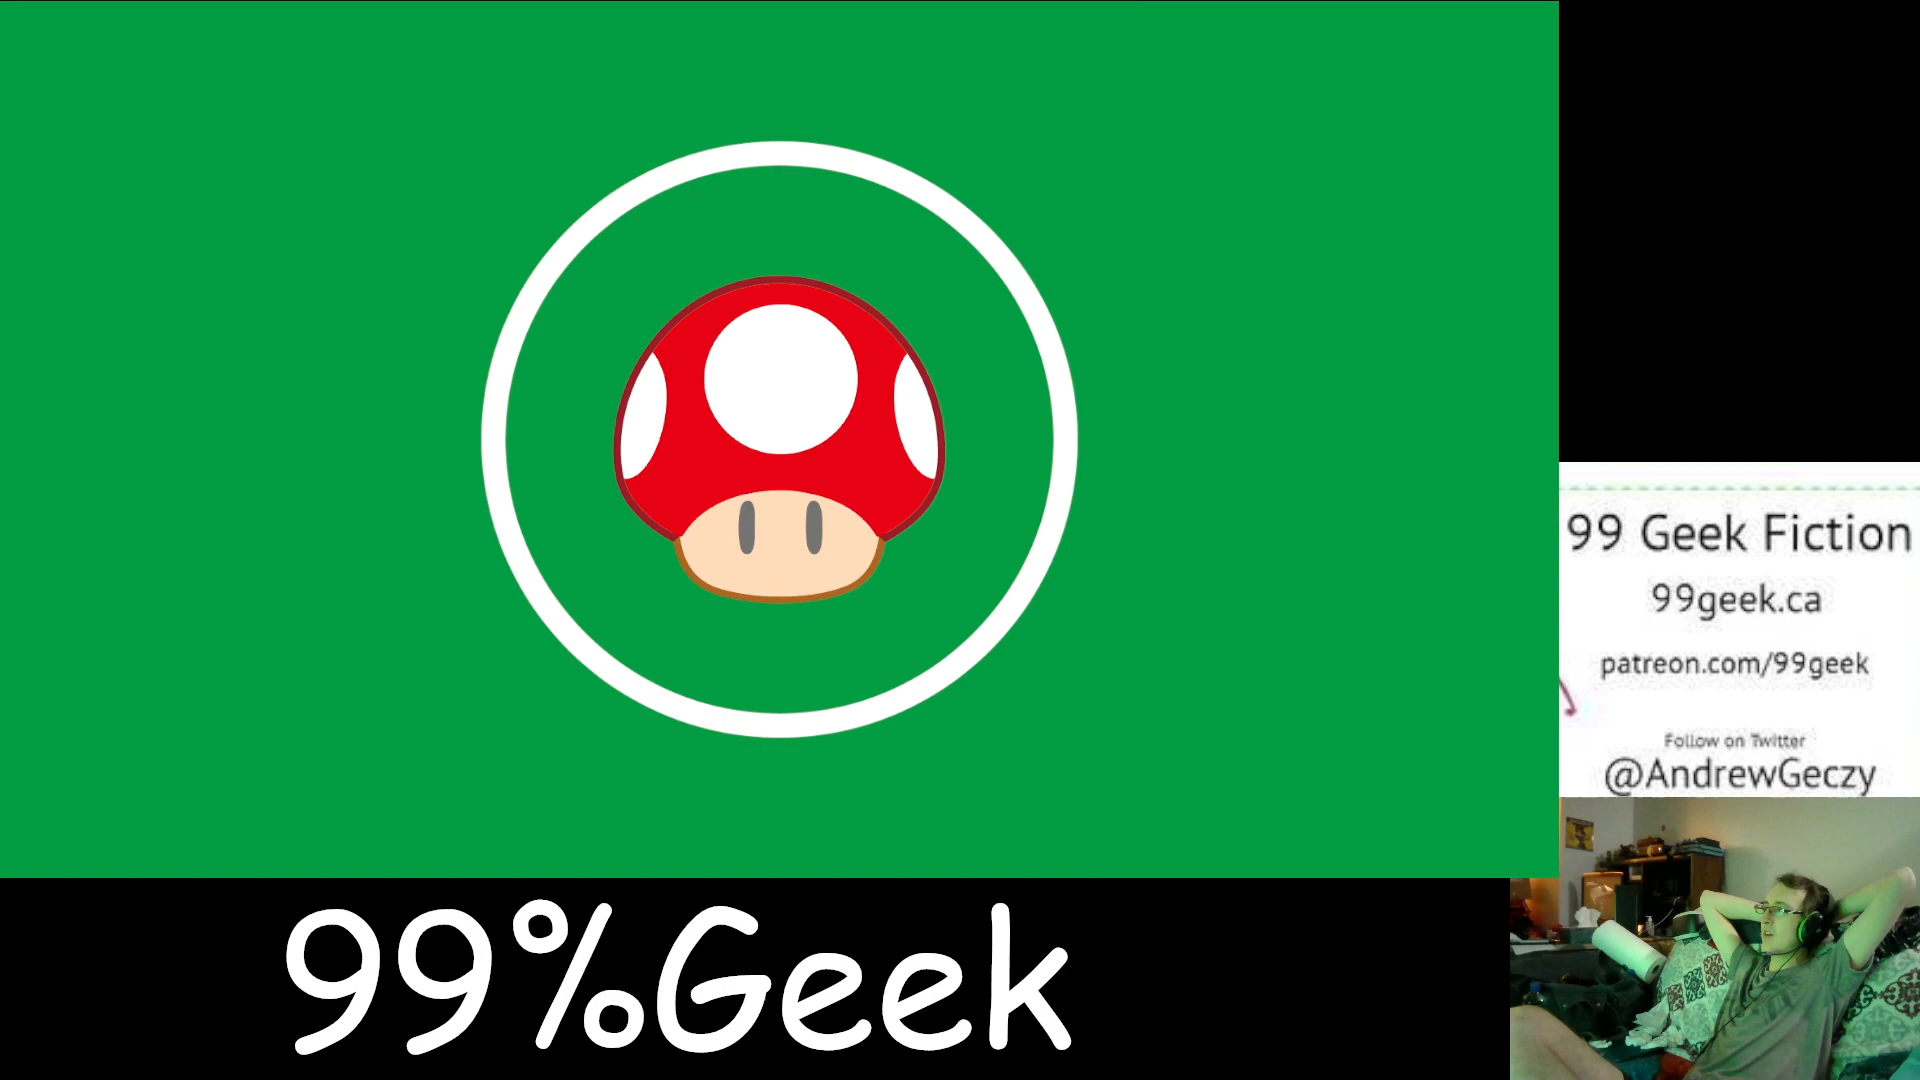 99 Geek Fiction
99geek.ca
patreon.com/99geek
Follow on Twitter
@AndrewGeczy
99%Geek